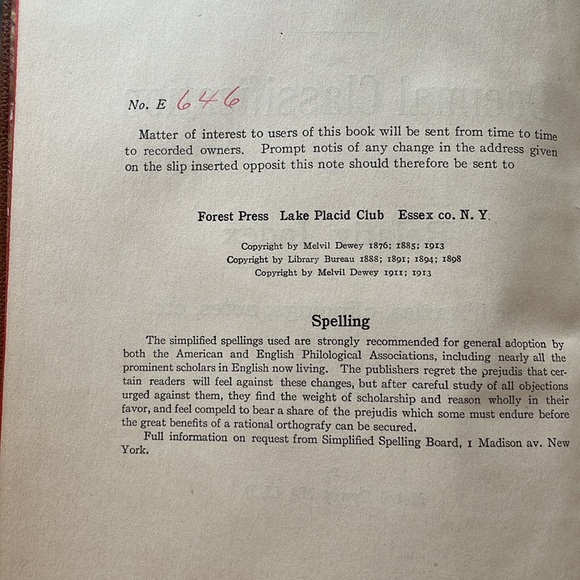 No. E 646
Matter of interest to users of this book will be sent from time to time
to recorded owners. Prompt notis of any change in the address given
on the slip inserted opposit this note should therefore be sent to
Forest Press Lake Placid Club Essex co. N. Y.
Copyright by Melvil Dewey 1876; 1885; 1913
Copyright by Library Bureau 1888; 1891; 1894; 1898
Copyright by Melvil Dewey 1911; 1913
Spelling
The simplified spellings used are strongly recommended for general adoption by
both the American and English Philological Associations, including nearly all the
prominent scholars in English now living. The publishers regret the prejudis that cer-
tain readers will feel against these changes, but after careful study of all objections
urged against them, they find the weight of scholarship and reason wholly in their
favor, and feel compeld to bear a share of the prejudis which some must endure before
the great benefits of a rational orthografy can be secured.
Full information on request from Simplified Spelling Board, 1 Madison av. New
York.